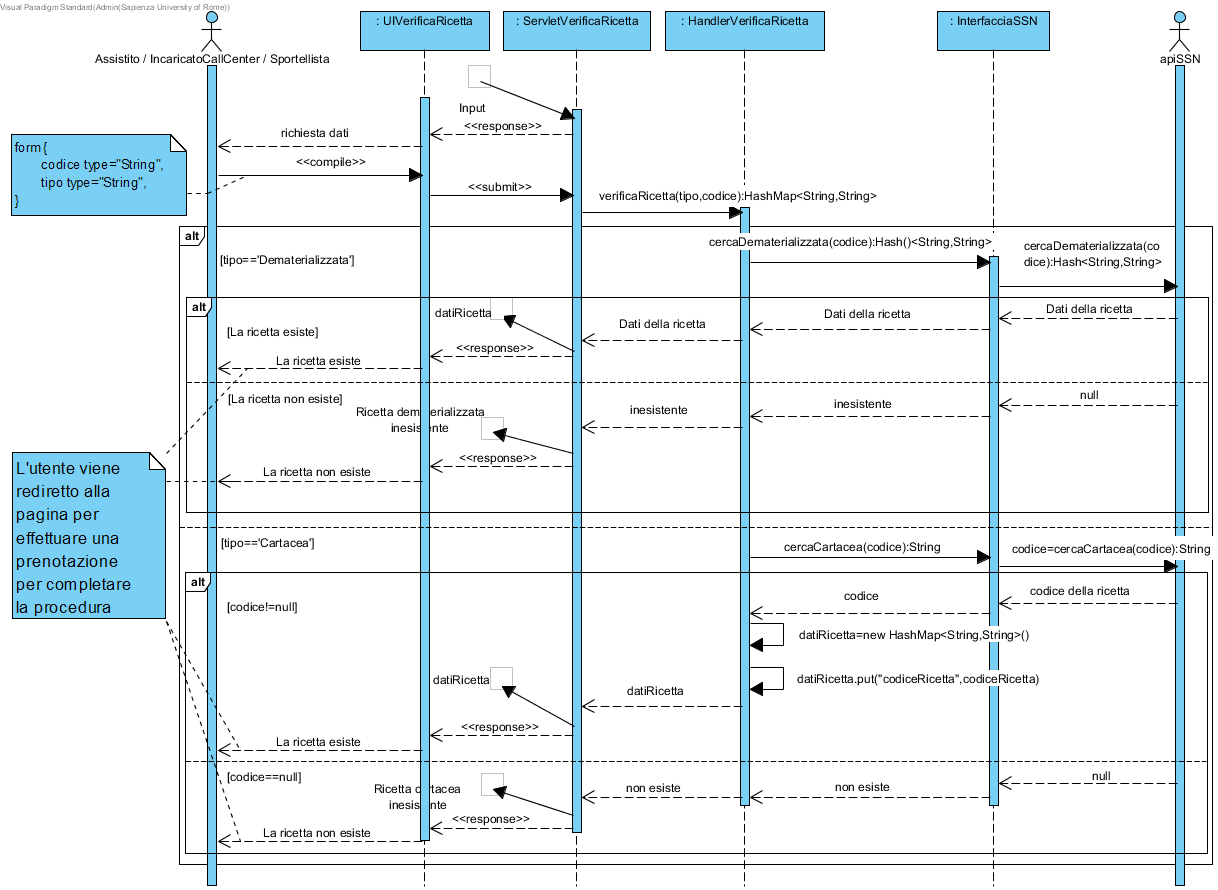 Visual Paradigm Standard(Admin(Sapienza University of Rome))
: UIVerificaRicetta
: ServletVerificaRicetta
: HandlerVerificaRicetta
: InterfacciaSSN
Assistito / IncaricatoCallCenter / Sportellista
apiSSN
Input
<<response>>
richiesta dati
form {
codice type="String",
tipo type="String",
}
<<compile>>
<<submit>>
verificaRicetta(tipo,codice):HashMap<String,String>
alt
cercaDematerializzata(codice):Hash()<String,String>
cercaDematerializzata(co
dice):Hash<String,String>
[tipo=='Dematerializzata']
alt
datiRicetta
Dati della ricetta
Dati della ricetta
Dati della ricetta
[La ricetta esiste]
<<response>>
La ricetta esiste
[La ricetta non esiste]
null
inesistente
inesistente
Ricetta dematerializzata
inesistente
<<response>>
La ricetta non esiste
L'utente viene
rediretto alla
pagina per
effettuare una
prenotazione
per completare
la procedura
[tipo=='Cartacea']
cercaCartacea(codice):String
codice=cercaCartacea(codice):String
alt
codice della ricetta
codice
[codice!=null]
datiRicetta=new HashMap<String,String>()
datiRicetta.put("codiceRicetta",codiceRicetta)
datiRicetta
datiRicetta
<<response>>
La ricetta esiste
[codice==null]
null
non esiste
non esiste
Ricetta cartacea
inesistente
<<response>>
La ricetta non esiste